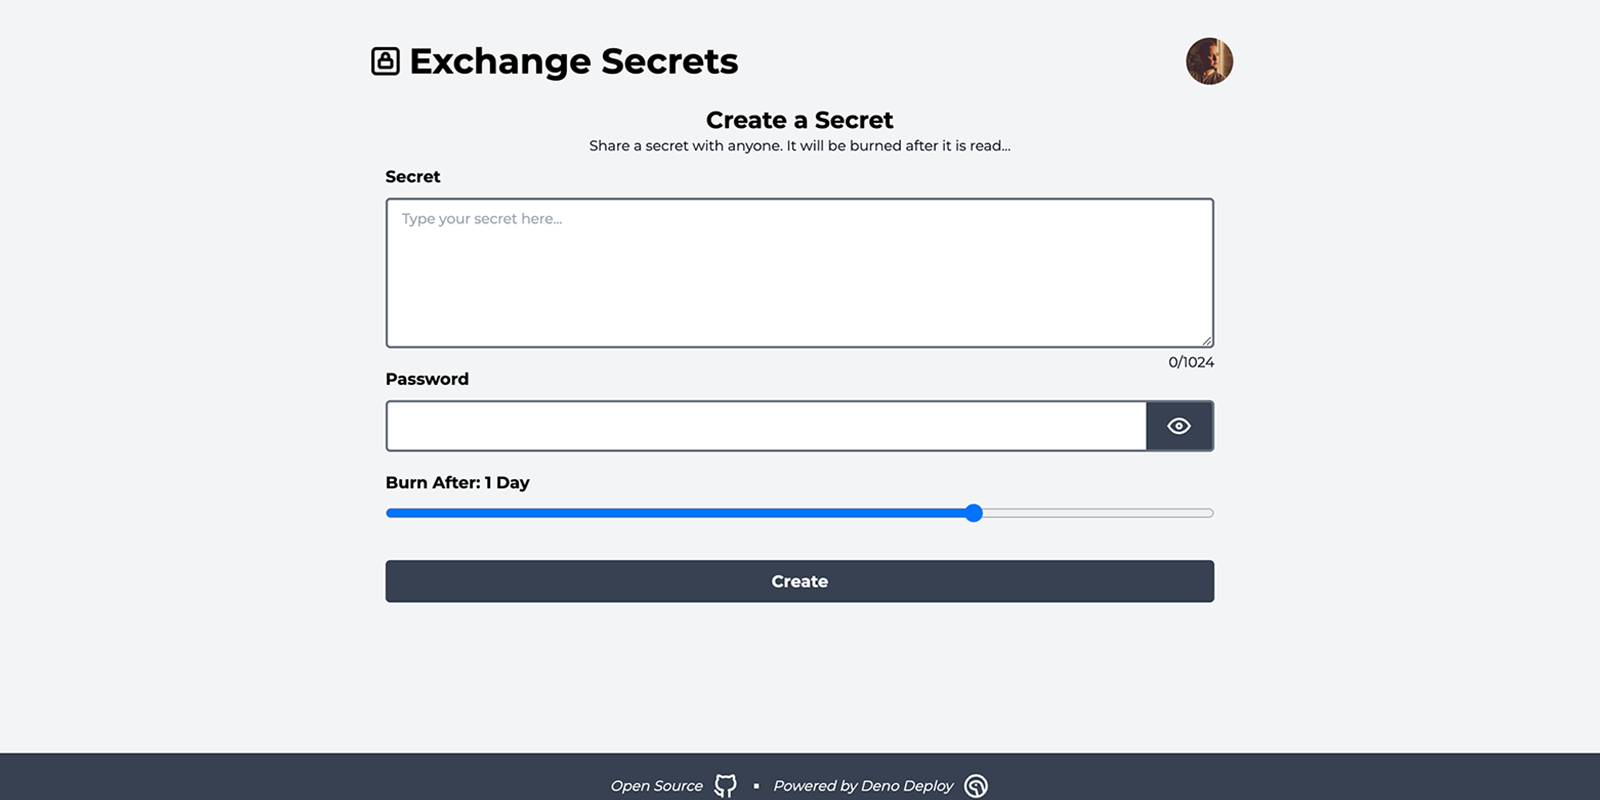 Exchange Secrets
Create a Secret
Share a secret with anyone. It will be burned after it is read...
Secret
Type your secret here...
0/1024
Password
Burn After: 1 Day
Create
Open Source ▪ Powered by Deno Deploy